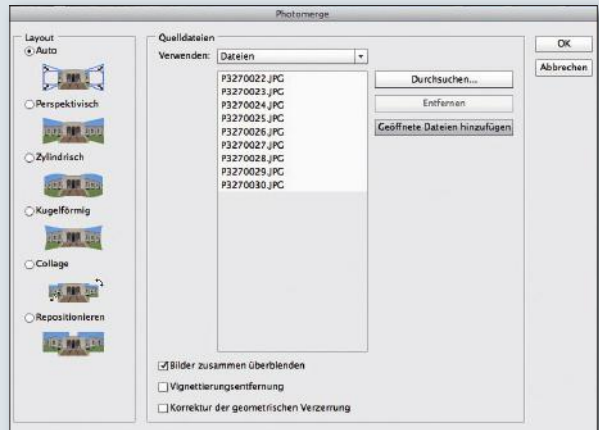 Photomerge
Layout
Auto
Perspektivisch
Zylindrisch
Kugelförmig
Collage
Repositionieren
Quelldateien
Verwenden: Dateien
P3270022.JPG
P3270023.JPG
P3270024.JPG
P3270025.JPG
P3270026.JPG
P3270027.JPG
P3270028.JPG
P3270029.JPG
P3270030.JPG
Durchsuchen...
Entfernen
Geöffnete Dateien hinzufügen
Bilder zusammen überblenden
Vignettierungsentfernung
Korrektur der geometrischen Verzerrung
OK
Abbrechen